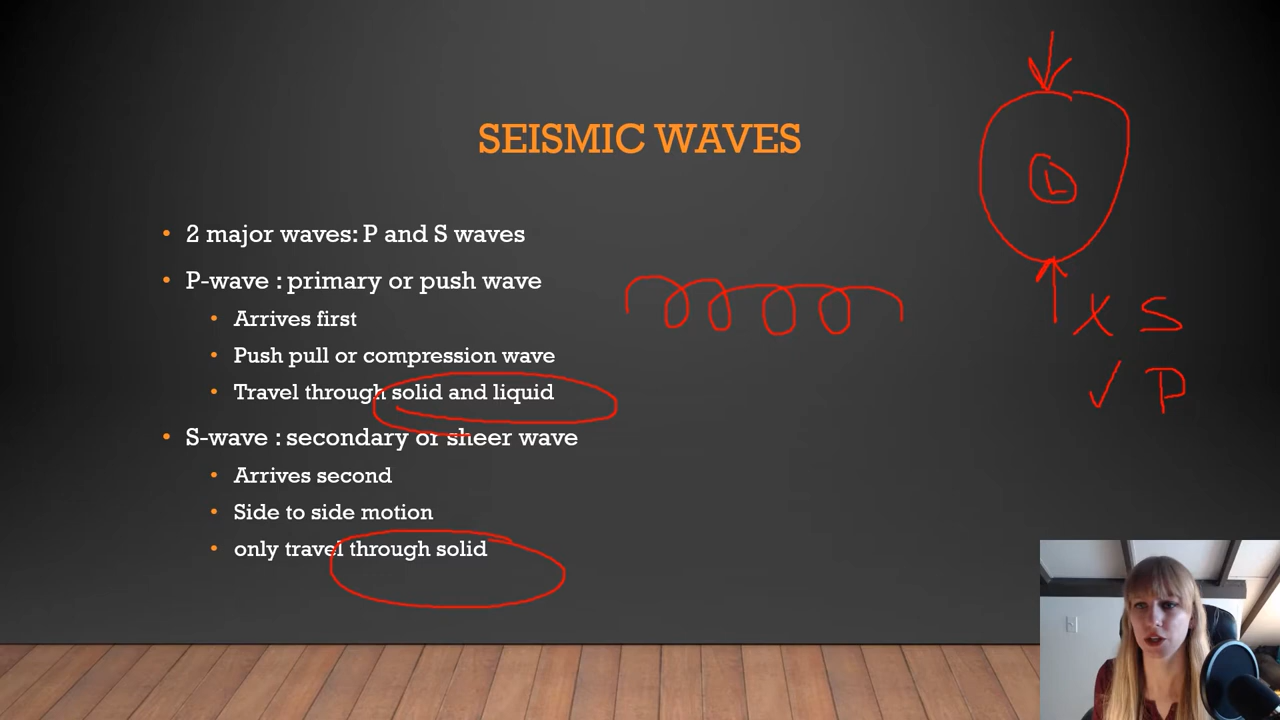 SEISMIC WAVES
• 2 major waves: P and S waves
• P-wave : primary or push wave
• Arrives first
• Push pull or compression wave
• Travel through solid and liquid
• S-wave : secondary or sheer wave
• Arrives second
• Side to side motion
• only travel through solid
L
X S
✓ P